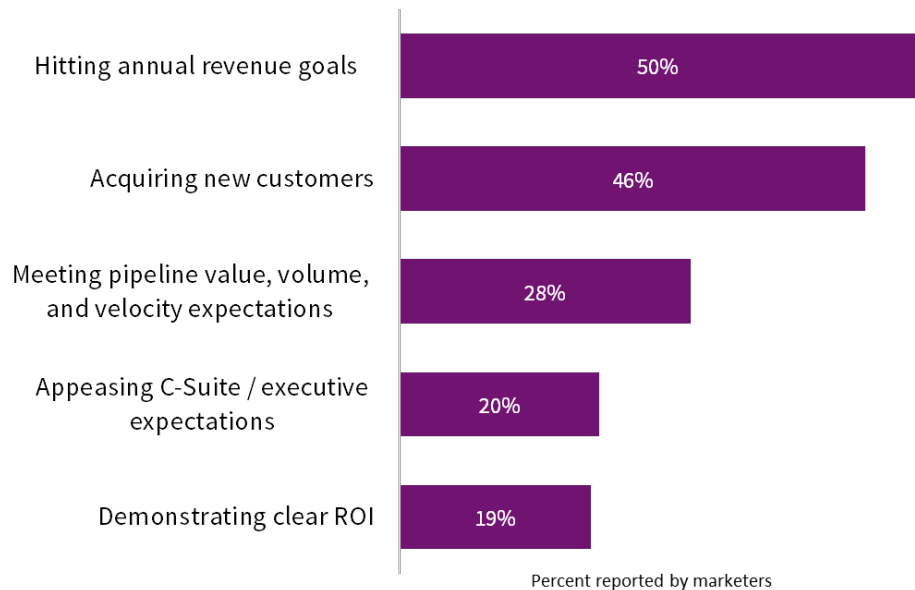 Hitting annual revenue goals
50%
Acquiring new customers
46%
Meeting pipeline value, volume,
and velocity expectations
28%
Appeasing C-Suite / executive
expectations
20%
Demonstrating clear ROI
19%
Percent reported by marketers